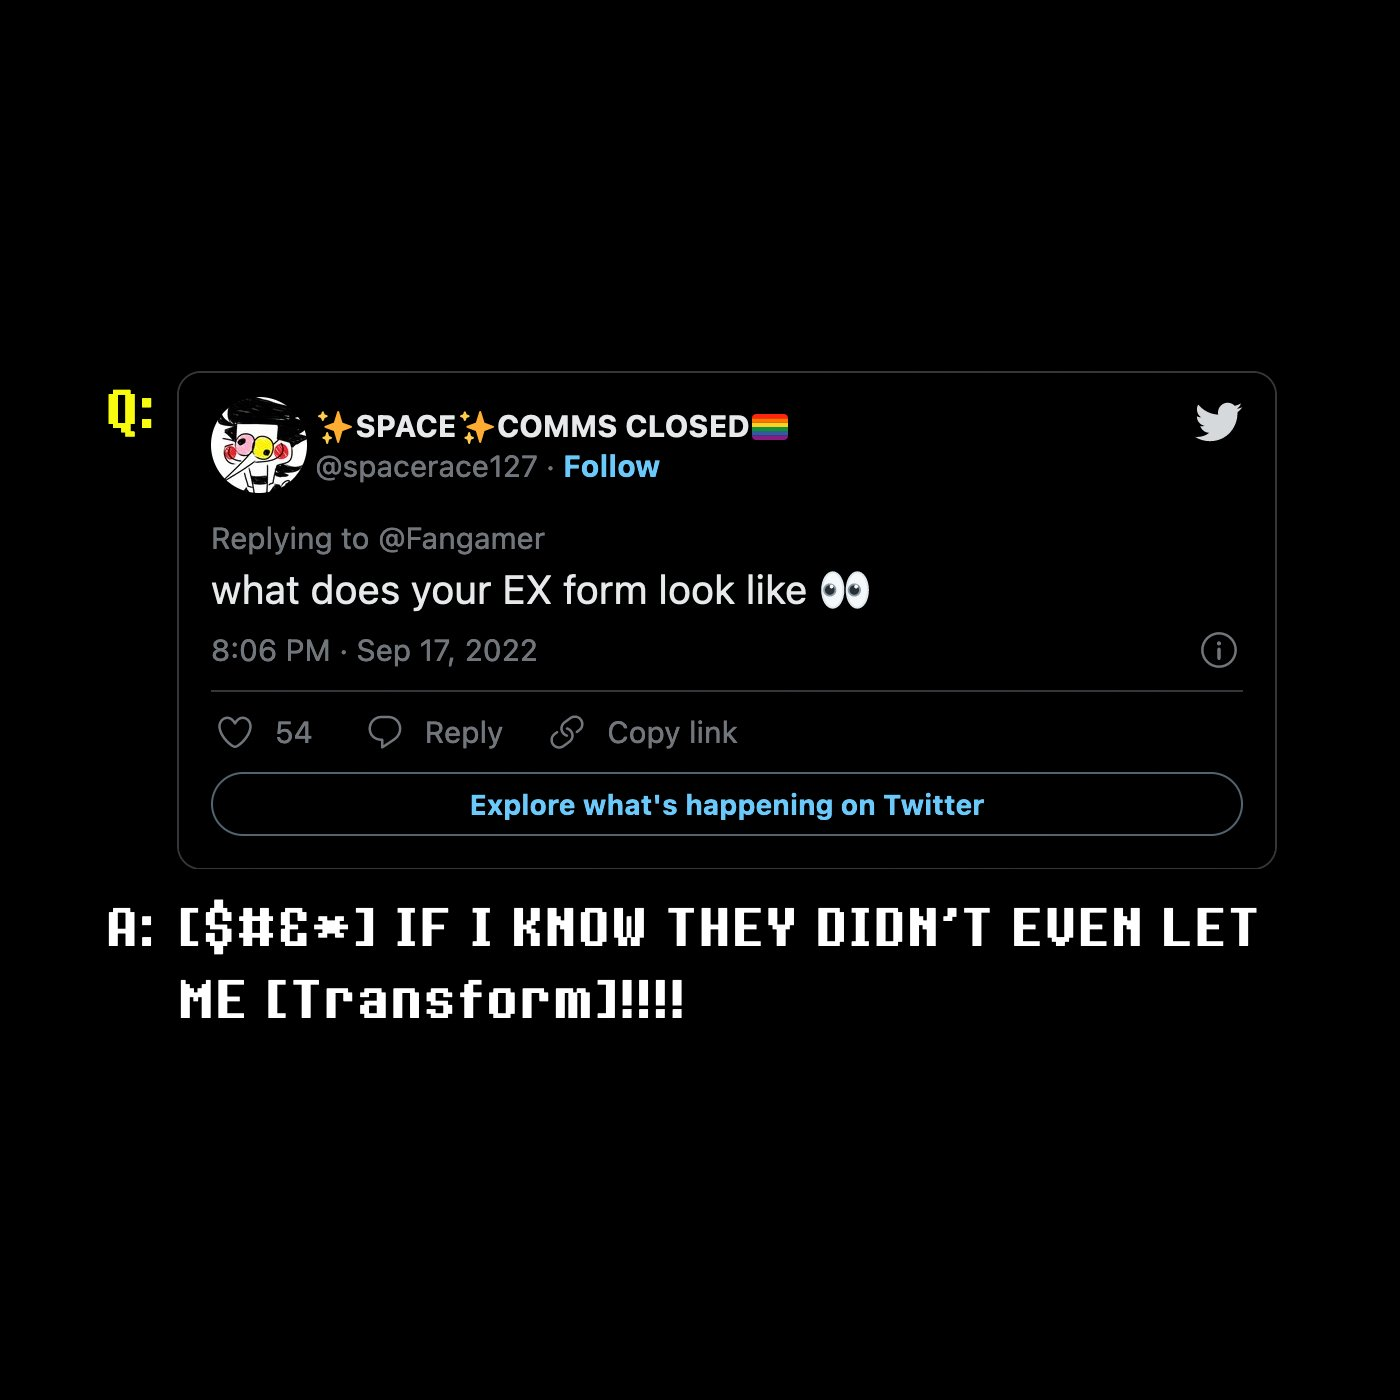 Q:
✨SPACE✨COMMS CLOSED🏳️‍🌈
@spacerace127 · Follow
Replying to @Fangamer
what does your EX form look like 👀
8:06 PM · Sep 17, 2022
54 Reply Copy link
Explore what's happening on Twitter
A: [$#&*] IF I KNOW THEY DIDN'T EVEN LET
ME [Transform]!!!!